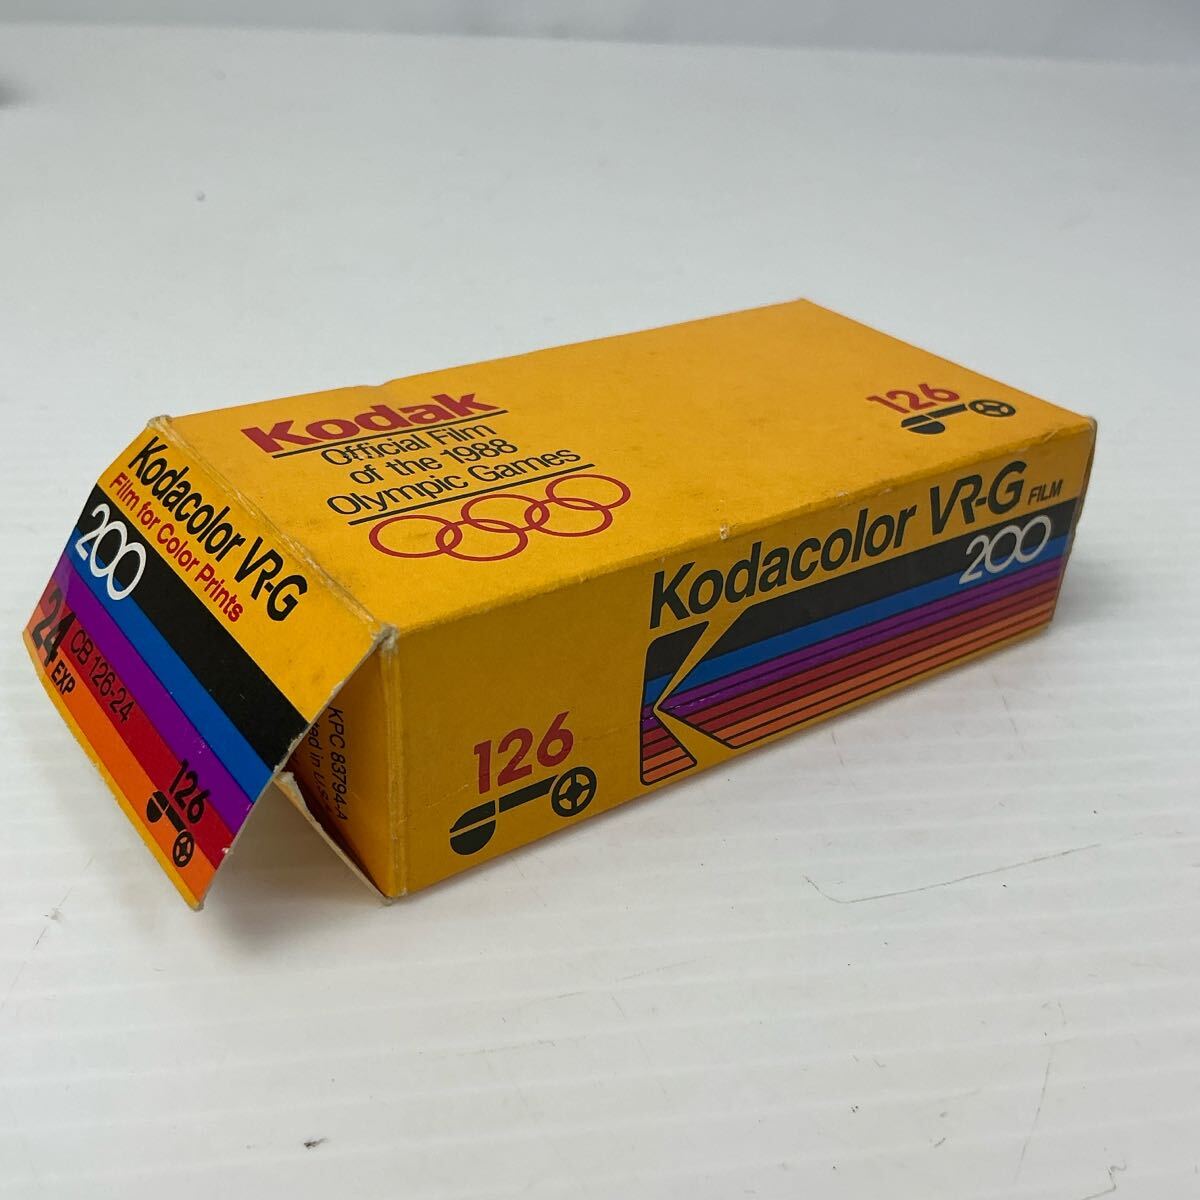 Kodak
Official Film
of the 1988
Olympic Games
126
Kodacolor VR-G
Film for Color Prints
200
24 EXP
CB 126-24
126
KPC 83794-A
in U.S.
Kodacolor VR-G FILM
200
126